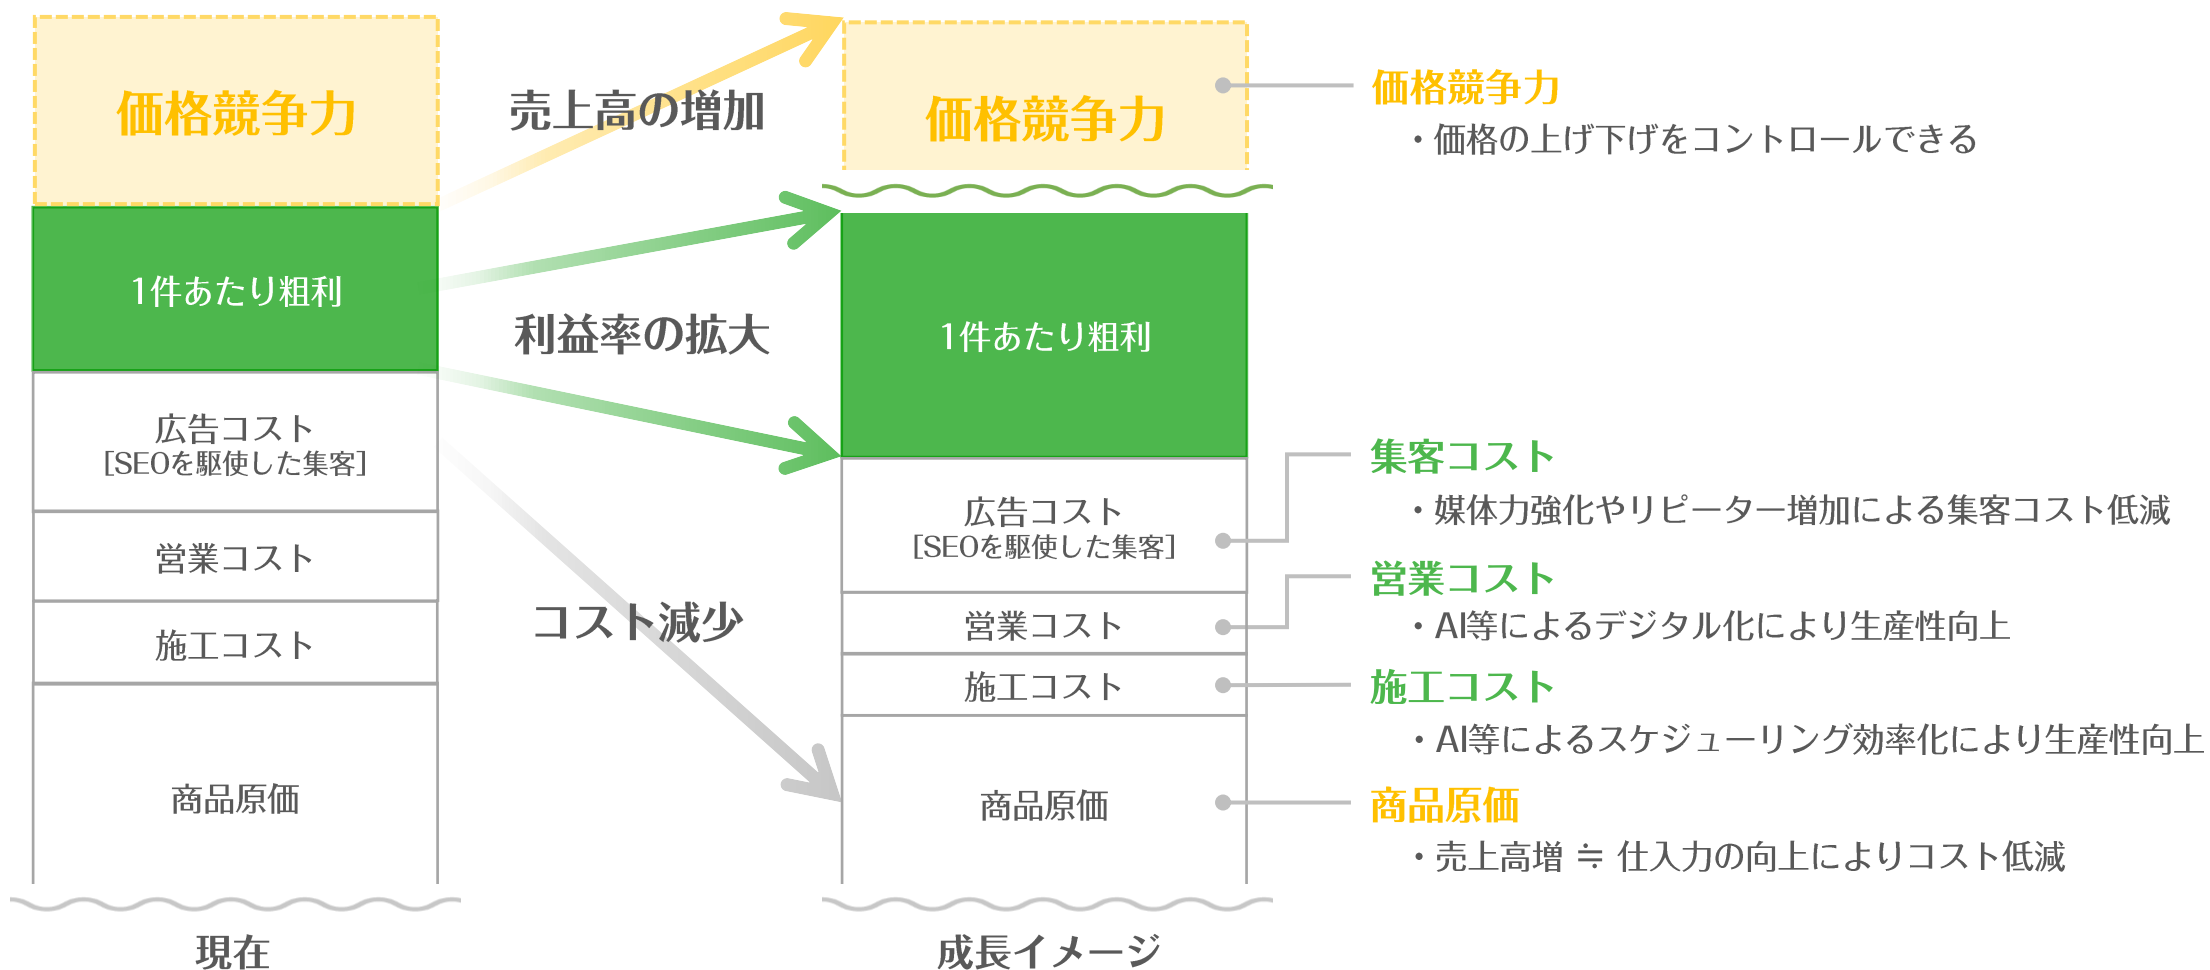 価格競争力
1件あたり粗利
広告コスト
[SEOを駆使した集客]
営業コスト
施工コスト
商品原価
現在
売上高の増加
利益率の拡大
コスト減少
価格競争力
1件あたり粗利
広告コスト
[SEOを駆使した集客]
営業コスト
施工コスト
商品原価
成長イメージ
価格競争力
・価格の上げ下げをコントロールできる
集客コスト
・媒体力強化やリピーター増加による集客コスト低減
営業コスト
・AI等によるデジタル化により生産性向上
施工コスト
・AI等によるスケジューリング効率化により生産性向上
商品原価
・売上高増 ≒ 仕入力の向上によりコスト低減